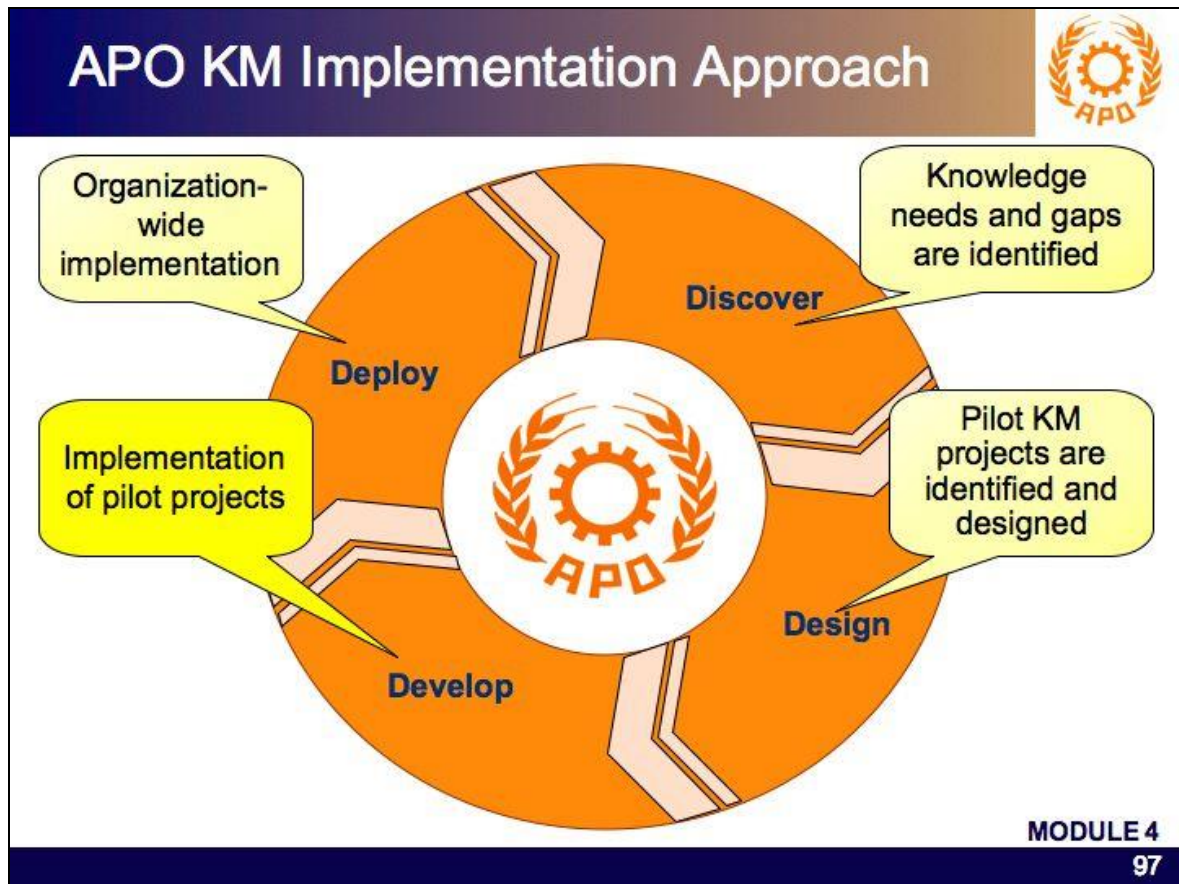 APO KM Implementation Approach
APO
Organization-
wide
implementation
Knowledge
needs and gaps
are identified
Discover
Deploy
Implementation
of pilot projects
Pilot KM
projects are
identified and
designed
APO
Design
Develop
MODULE 4
97